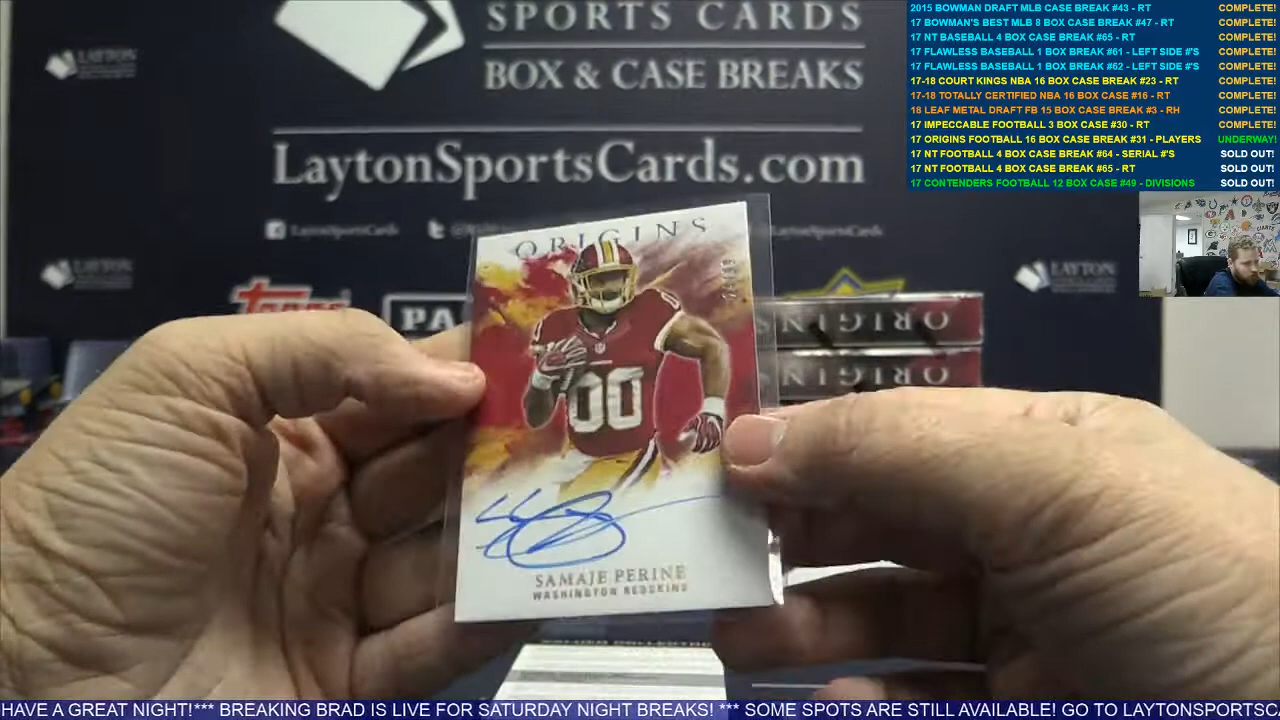 SPORTS CARDS
BOX & CASE BREAKS
LaytonSportsCards.com
LaytonSportsCards
LAYTON
LAYTON
LAYTON
Topps
PA
ORIGINS
ORIGINS
ORIGINS
00
00
SAMAJE PERINE
WASHINGTON REDSKINS
2015 BOWMAN DRAFT MLB CASE BREAK #43 - RT COMPLETE!
17 BOWMAN'S BEST MLB 8 BOX CASE BREAK #47 - RT COMPLETE!
17 NT BASEBALL 4 BOX CASE BREAK #65 - RT COMPLETE!
17 FLAWLESS BASEBALL 1 BOX BREAK #61 - LEFT SIDE #'S COMPLETE!
17 FLAWLESS BASEBALL 1 BOX BREAK #62 - LEFT SIDE #'S COMPLETE!
17-18 COURT KINGS NBA 16 BOX CASE BREAK #23 - RT COMPLETE!
17-18 TOTALLY CERTIFIED NBA 16 BOX CASE #16 - RT COMPLETE!
18 LEAF METAL DRAFT FB 15 BOX CASE BREAK #3 - RH COMPLETE!
17 IMPECCABLE FOOTBALL 3 BOX CASE #30 - RT COMPLETE!
17 ORIGINS FOOTBALL 16 BOX CASE BREAK #31 - PLAYERS UNDERWAY!
17 NT FOOTBALL 4 BOX CASE BREAK #64 - SERIAL #'S SOLD OUT!
17 NT FOOTBALL 4 BOX CASE BREAK #65 - RT SOLD OUT!
17 CONTENDERS FOOTBALL 12 BOX CASE #49 - DIVISIONS SOLD OUT!
HAVE A GREAT NIGHT!*** BREAKING BRAD IS LIVE FOR SATURDAY NIGHT BREAKS! *** SOME SPOTS ARE STILL AVAILABLE! GO TO LAYTONSPORTSCA